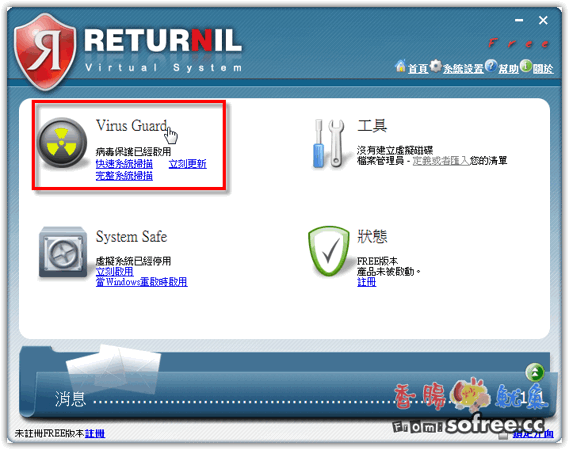 RETURNIL
Virtual System
Free
首頁 系統設置 幫助 關於
Virus Guard
病毒保護已經啟用
快速系統掃描 立刻更新
完整系統掃描
工具
沒有建立虛擬磁碟
檔案管理員 - 定義或者匯入您的清單
System Safe
虛擬系統已經停用
立刻啟用
當Windows重啟時啟用
狀態
FREE版本
產品未被啟動。
註冊
消息
香腸炒魷魚
From: sofree.cc
未註冊FREE版本 註冊
鎖定介面